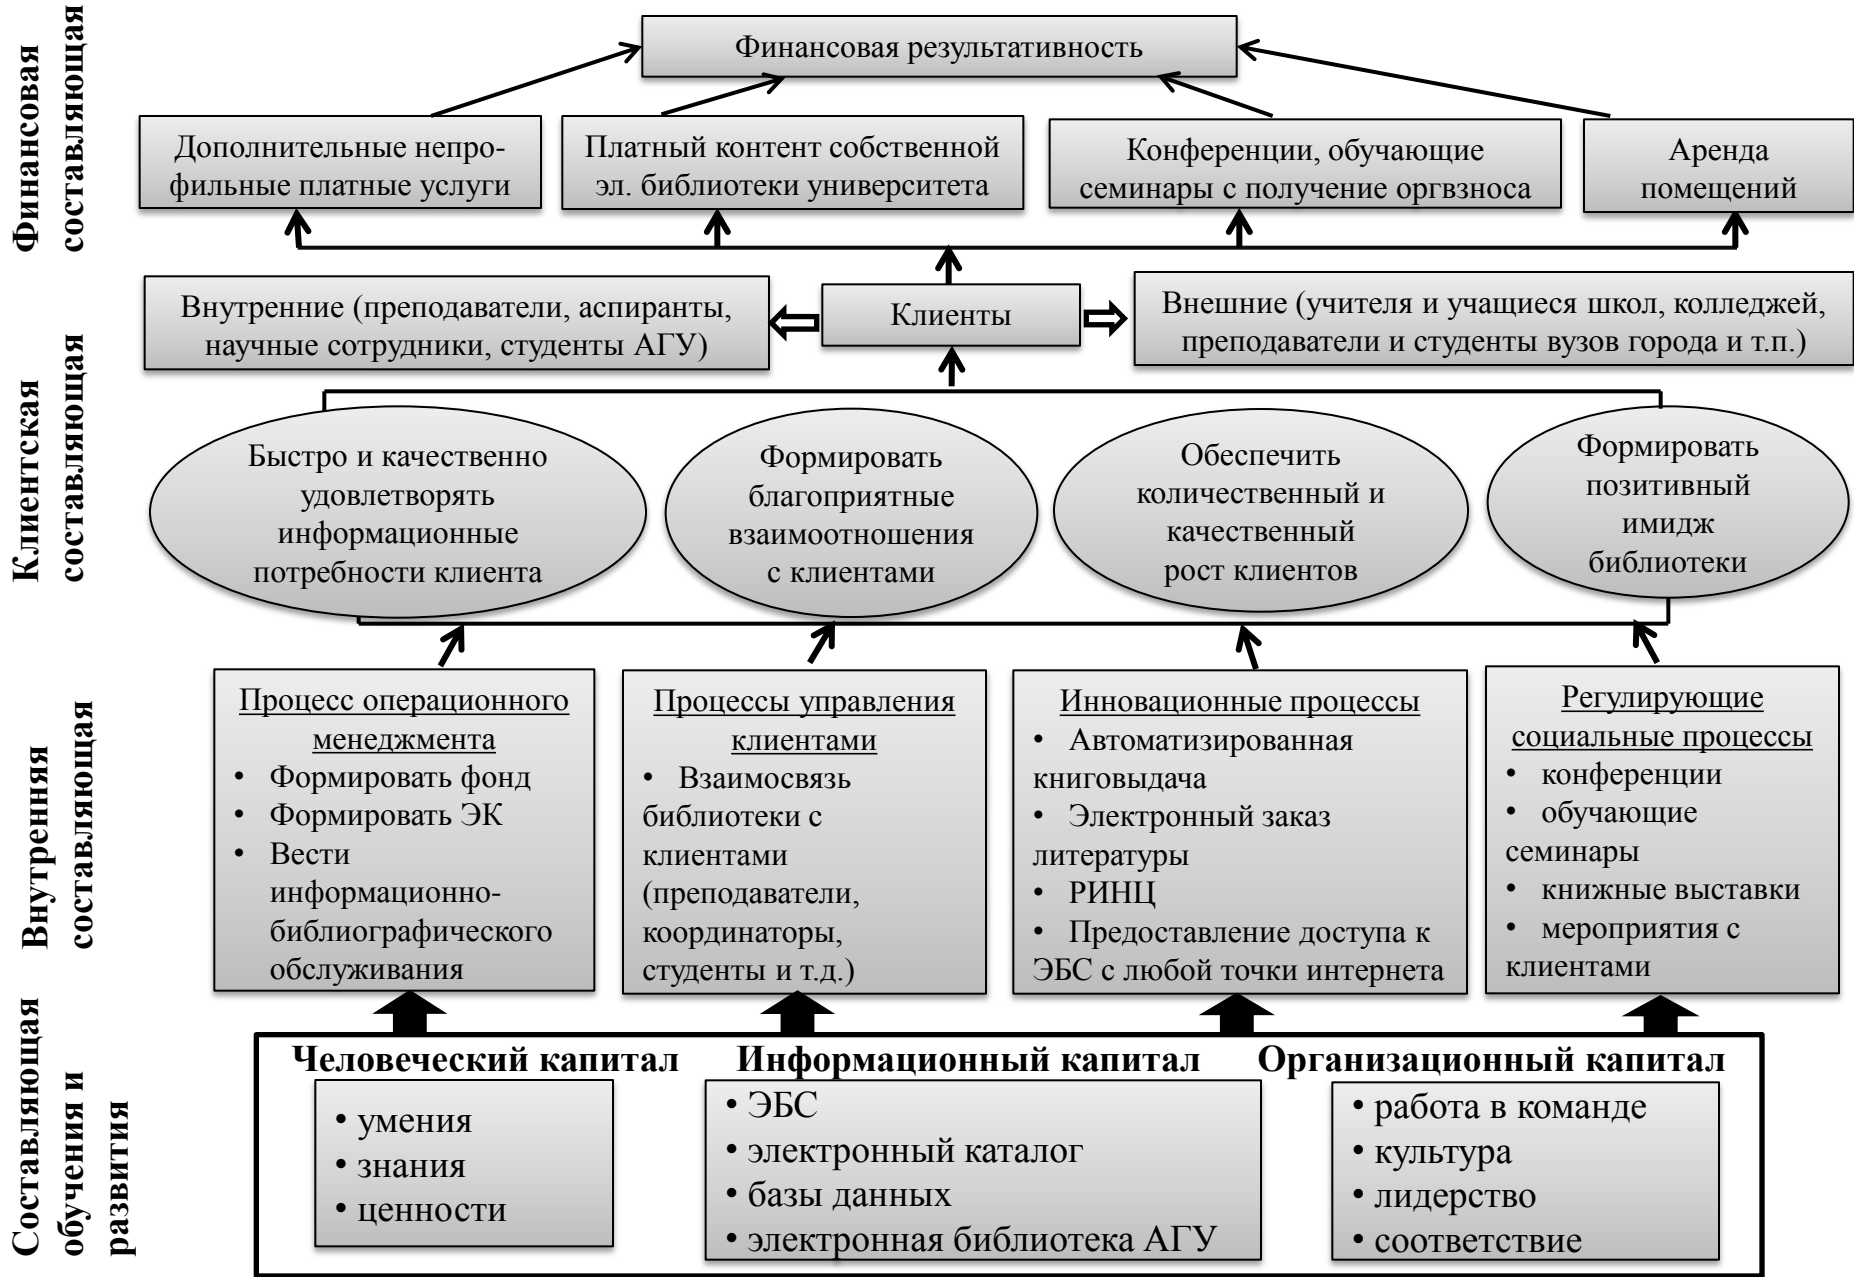 Финансовая
составляющая
Финансовая результативность
Дополнительные непро-
фильные платные услуги
Платный контент собственной
эл. библиотеки университета
Конференции, обучающие
семинары с получение оргвзноса
Аренда
помещений
Клиентская
составляющая
Внутренние (преподаватели, аспиранты,
научные сотрудники, студенты АГУ)
Клиенты
Внешние (учителя и учащиеся школ, колледжей,
преподаватели и студенты вузов города и т.п.)
Быстро и качественно
удовлетворять
информационные
потребности клиента
Формировать
благоприятные
взаимоотношения
с клиентами
Обеспечить
количественный и
качественный
рост клиентов
Формировать
позитивный
имидж
библиотеки
Внутренняя
составляющая
Процесс операционного
менеджмента
• Формировать фонд
• Формировать ЭК
• Вести
информационно-
библиографического
обслуживания
Процессы управления
клиентами
• Взаимосвязь
библиотеки с
клиентами
(преподаватели,
координаторы,
студенты и т.д.)
Инновационные процессы
• Автоматизированная
книговыдача
• Электронный заказ
литературы
• РИНЦ
• Предоставление доступа к
ЭБС с любой точки интернета
Регулирующие
социальные процессы
• конференции
• обучающие
семинары
• книжные выставки
• мероприятия с
клиентами
Составляющая
обучения и
развития
Человеческий капитал
• умения
• знания
• ценности
Информационный капитал
• ЭБС
• электронный каталог
• базы данных
• электронная библиотека АГУ
Организационный капитал
• работа в команде
• культура
• лидерство
• соответствие